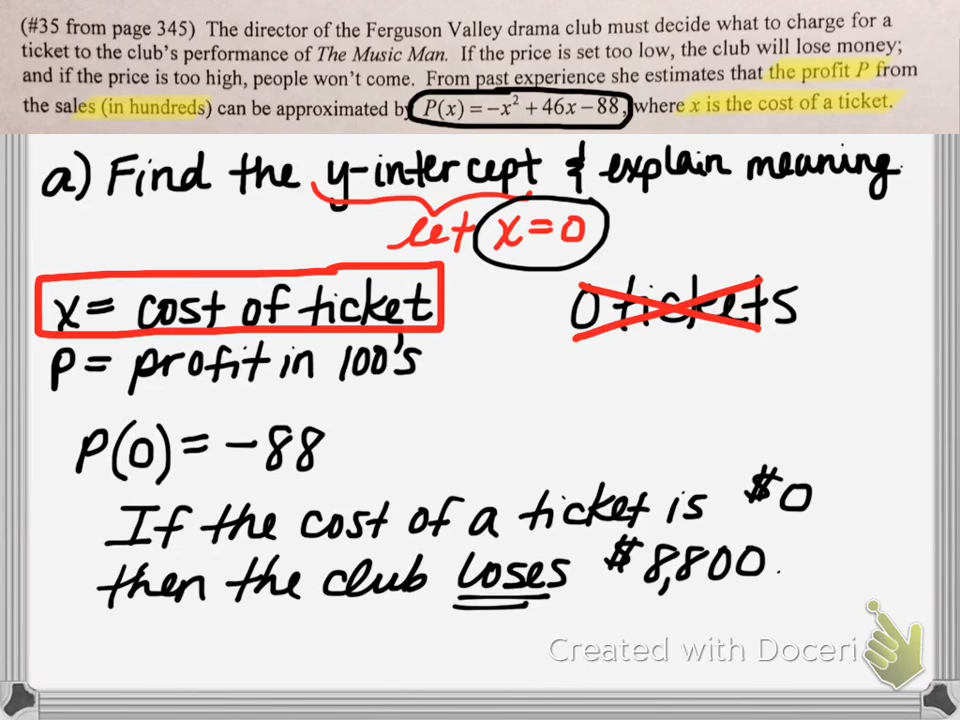 (#35 from page 345) The director of the Ferguson Valley drama club must decide what to charge for a
ticket to the club's performance of The Music Man. If the price is set too low, the club will lose money;
and if the price is too high, people won't come. From past experience she estimates that the profit P from
the sales (in hundreds) can be approximated by P(x) = −x² + 46x − 88, where x is the cost of a ticket.
a) Find the y-intercept & explain meaning.
let x=0
x = cost of ticket
0 tickets
P = profit in 100's
P(0) = -88
If the cost of a ticket is $0
then the club loses $8,800.
Created with Doceri